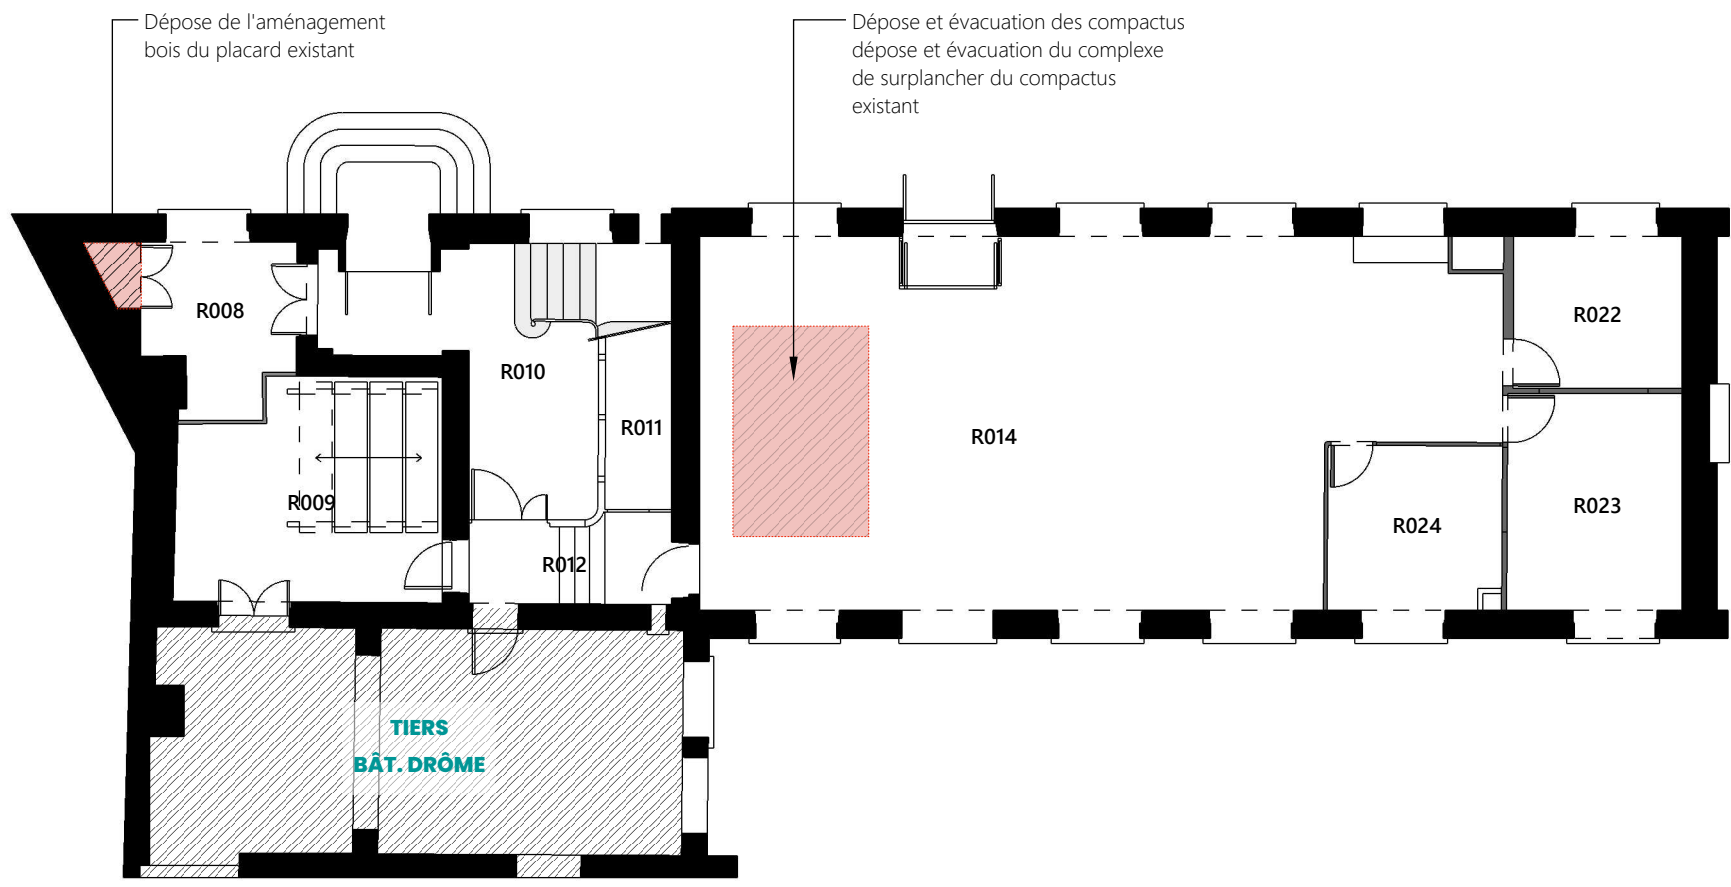 Dépose de l'aménagement
bois du placard existant
Dépose et évacuation des compactus
dépose et évacuation du complexe
de surplancher du compactus
existant
R008
R010
R011
R009
R012
R014
R022
R023
R024
TIERS
BÂT. DRÔME